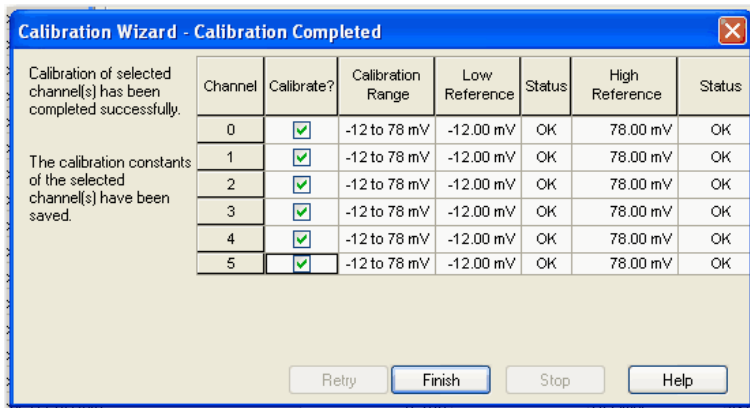 Calibration Wizard - Calibration Completed
Calibration of selected
channel(s) has been
completed successfully.
The calibration constants
of the selected
channel(s) have been
saved.
Channel Calibrate? Calibration Range Low Reference Status High Reference Status
0 -12 to 78 mV -12.00 mV OK 78.00 mV OK
1 -12 to 78 mV -12.00 mV OK 78.00 mV OK
2 -12 to 78 mV -12.00 mV OK 78.00 mV OK
3 -12 to 78 mV -12.00 mV OK 78.00 mV OK
4 -12 to 78 mV -12.00 mV OK 78.00 mV OK
5 -12 to 78 mV -12.00 mV OK 78.00 mV OK
Retry Finish Stop Help